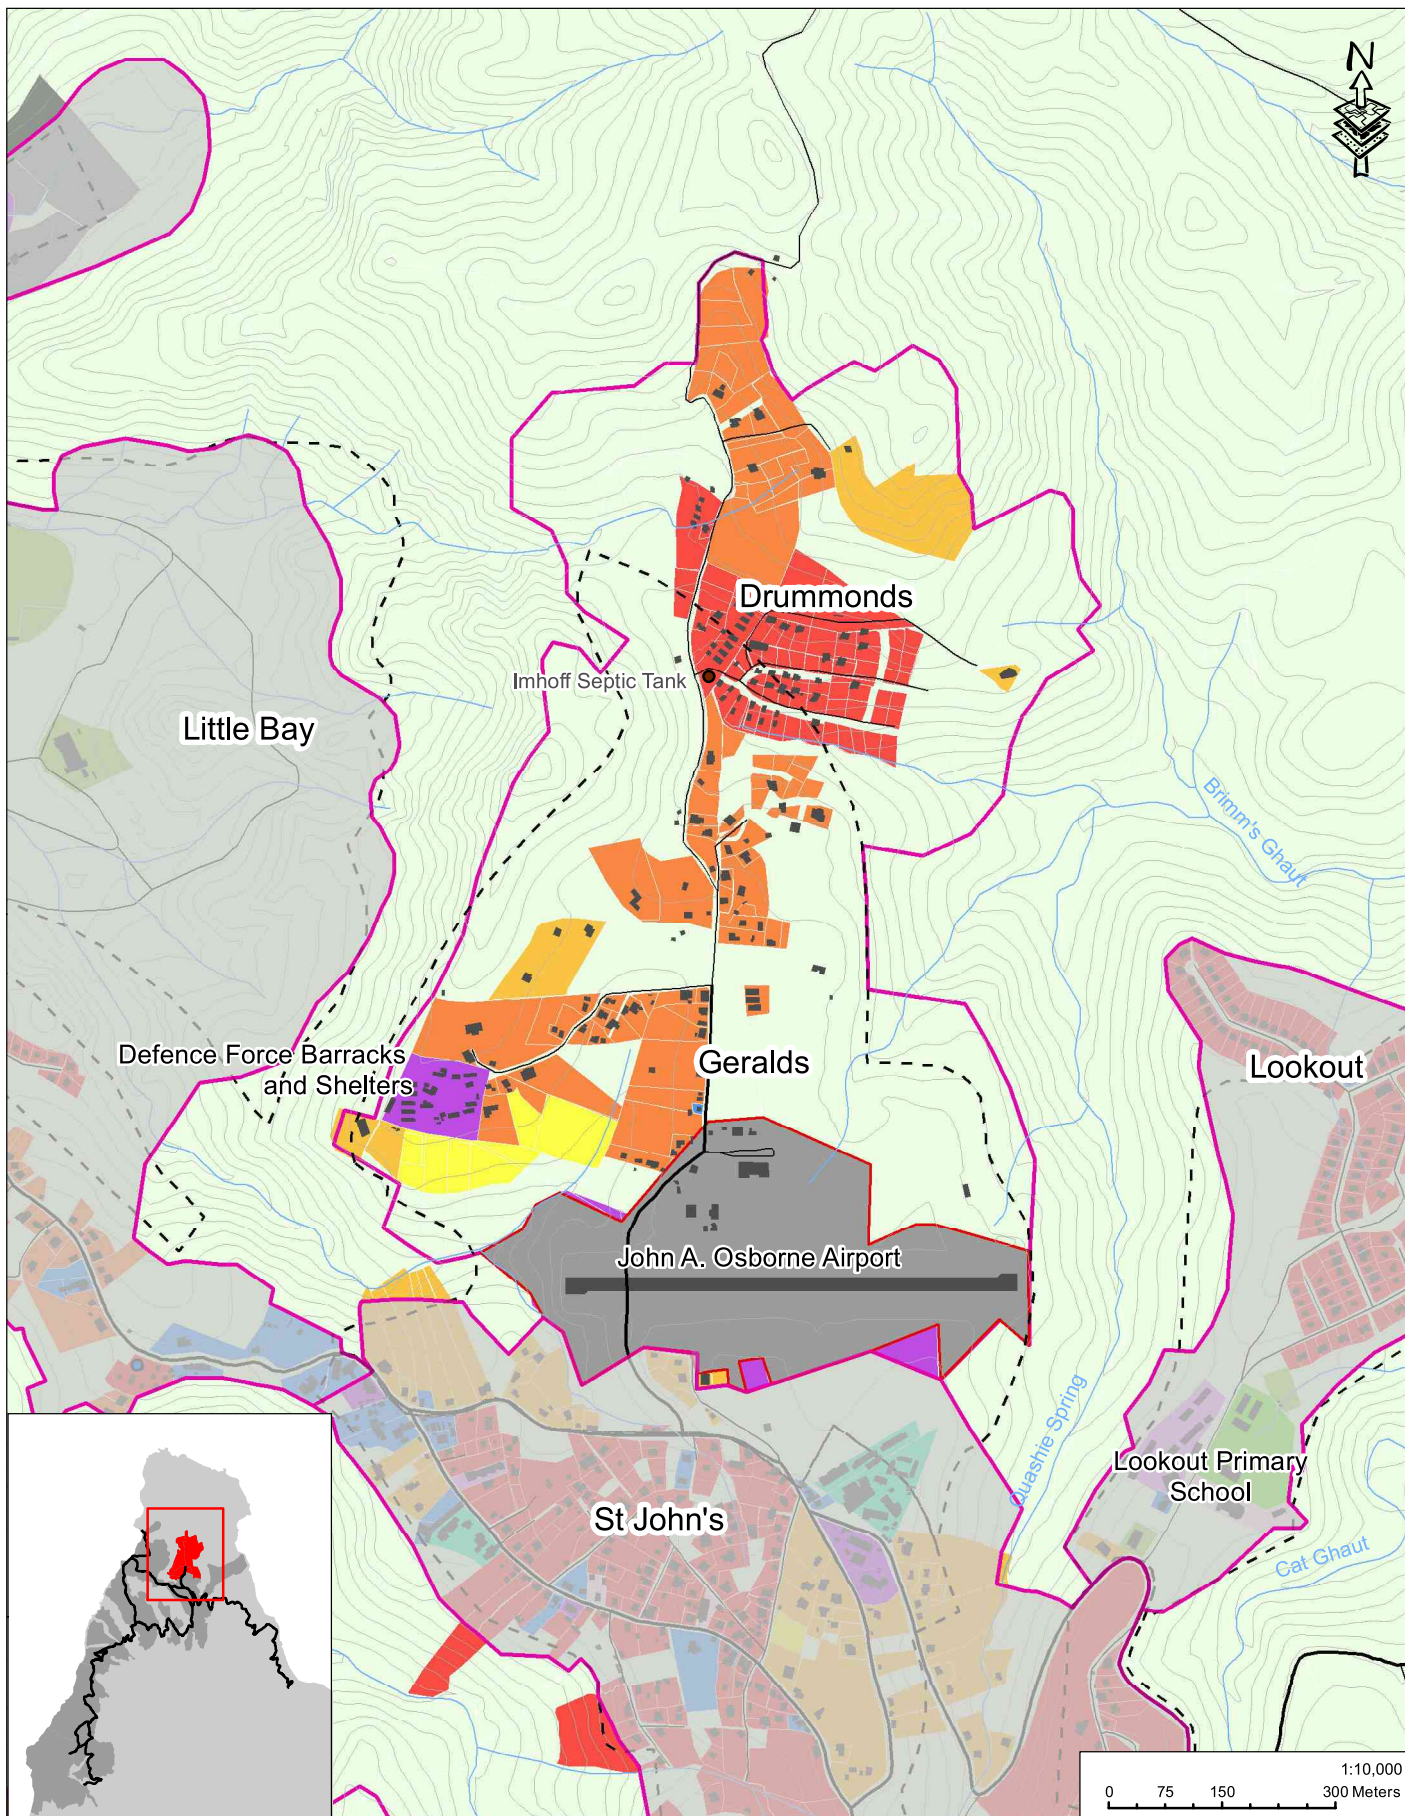 N
Drummonds
Imhoff Septic Tank
Little Bay
Brimm's Ghaut
Defence Force Barracks
and Shelters
Geralds
Lookout
John A. Osborne Airport
Quashie Spring
Lookout Primary
School
St John's
Cat Ghaut
1:10,000
0 75 150 300 Meters